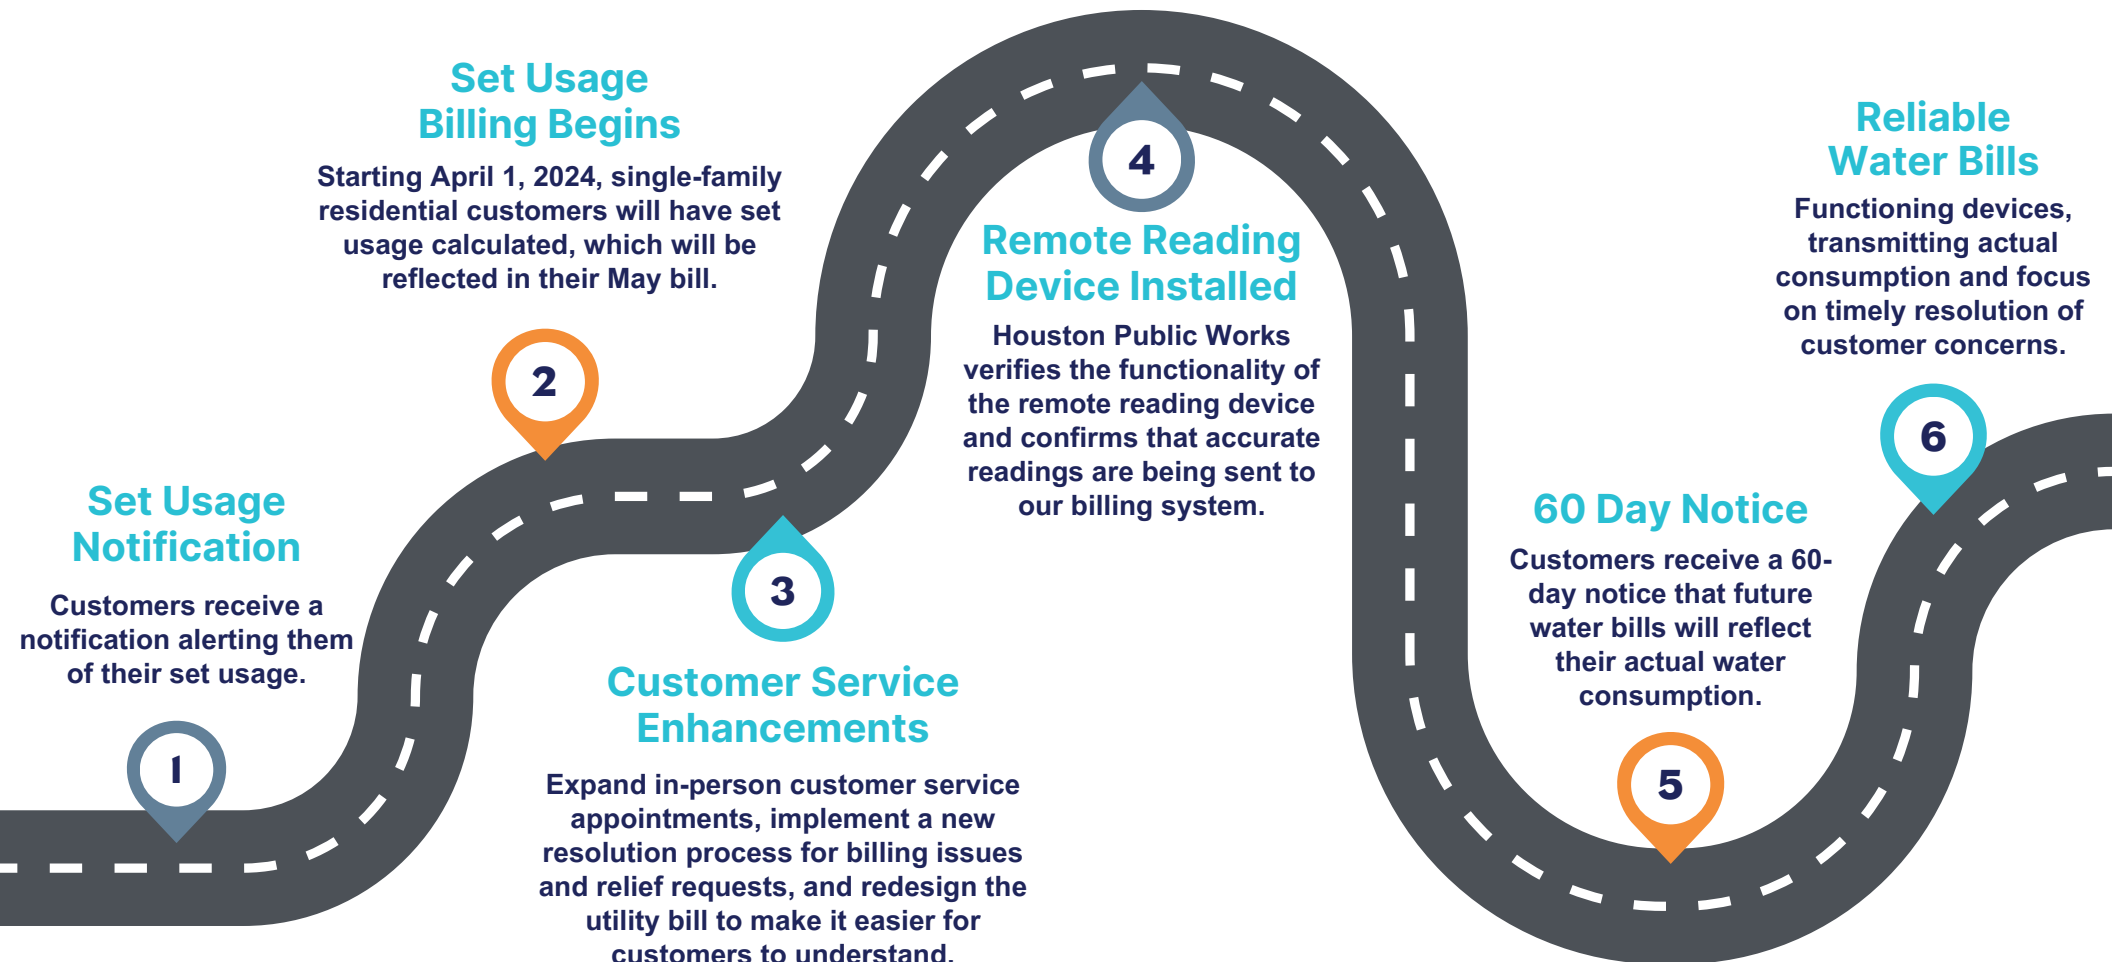 Set Usage
Notification
Customers receive a
notification alerting them
of their set usage.
1
Set Usage
Billing Begins
Starting April 1, 2024, single-family
residential customers will have set
usage calculated, which will be
reflected in their May bill.
2
3
Customer Service
Enhancements
Expand in-person customer service
appointments, implement a new
resolution process for billing issues
and relief requests, and redesign the
utility bill to make it easier for
customers to understand.
4
Remote Reading
Device Installed
Houston Public Works
verifies the functionality of
the remote reading device
and confirms that accurate
readings are being sent to
our billing system.
60 Day Notice
Customers receive a 60-
day notice that future
water bills will reflect
their actual water
consumption.
5
Reliable
Water Bills
Functioning devices,
transmitting actual
consumption and focus
on timely resolution of
customer concerns.
6